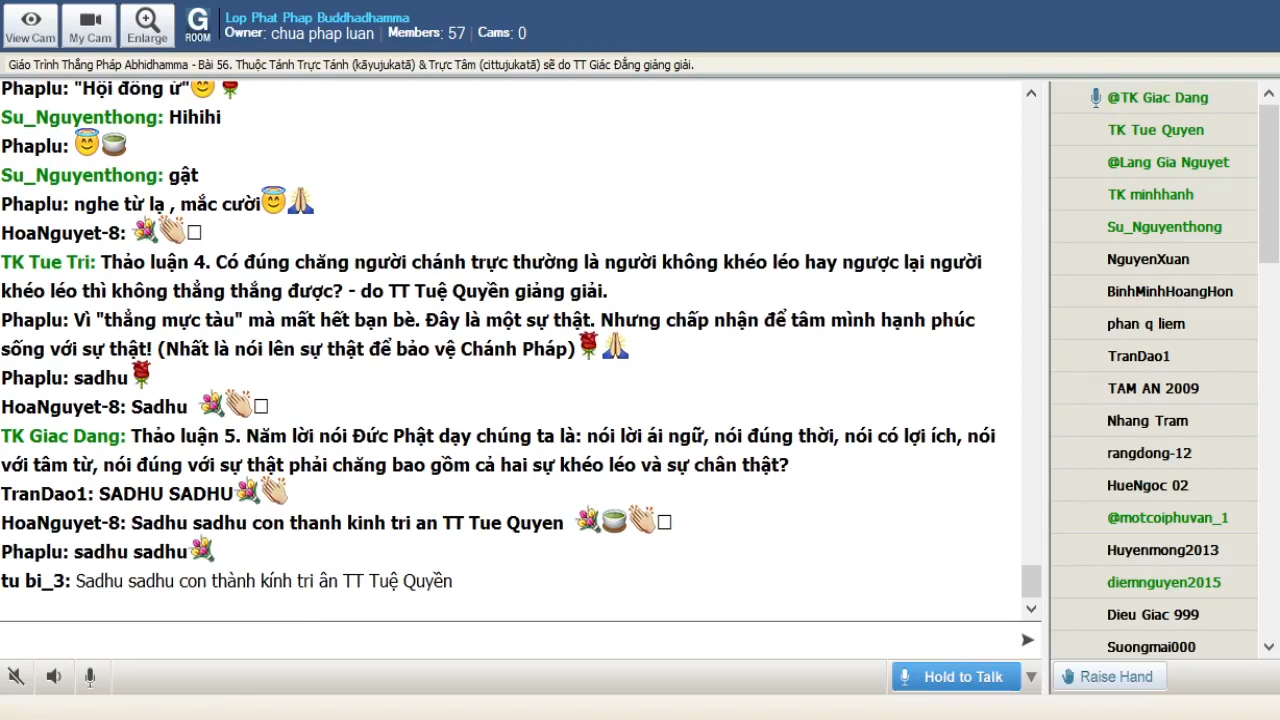 View Cam
My Cam
Enlarge
G
ROOM
Lop Phat Phap Buddhadhamma
Owner: chua phap luan | Members: 57 | Cams: 0
Giáo Trình Thắng Pháp Abhidhamma - Bài 56. Thuộc Tánh Trực Tánh (kāyujukatā) & Trực Tâm (cittujukatā) sẽ do TT Giác Đẳng giảng giải.
Phaplu: "Hội đồng ừ"
Su_Nguyenthong: Hihihi
Phaplu:
Su_Nguyenthong: gật
Phaplu: nghe từ lạ , mắc cười
HoaNguyet-8:
TK Tue Tri: Thảo luận 4. Có đúng chăng người chánh trực thường là người không khéo léo hay ngược lại người
khéo léo thì không thẳng thắng được? - do TT Tuệ Quyền giảng giải.
Phaplu: Vì "thẳng mực tàu" mà mất hết bạn bè. Đây là một sự thật. Nhưng chấp nhận để tâm mình hạnh phúc
sống với sự thật! (Nhất là nói lên sự thật để bảo vệ Chánh Pháp)
Phaplu: sadhu
HoaNguyet-8: Sadhu
TK Giac Dang: Thảo luận 5. Năm lời nói Đức Phật dạy chúng ta là: nói lời ái ngữ, nói đúng thời, nói có lợi ích, nói
với tâm từ, nói đúng với sự thật phải chăng bao gồm cả hai sự khéo léo và sự chân thật?
TranDao1: SADHU SADHU
HoaNguyet-8: Sadhu sadhu con thanh kinh tri an TT Tue Quyen
Phaplu: sadhu sadhu
tu bi_3: Sadhu sadhu con thành kính tri ân TT Tuệ Quyền
Hold to Talk
@TK Giac Dang
TK Tue Quyen
@Lang Gia Nguyet
TK minhhanh
Su_Nguyenthong
NguyenXuan
BinhMinhHoangHon
phan q liem
TranDao1
TAM AN 2009
Nhang Tram
rangdong-12
HueNgoc 02
@motcoiphuvan_1
Huyenmong2013
diemnguyen2015
Dieu Giac 999
Suongmai000
Raise Hand